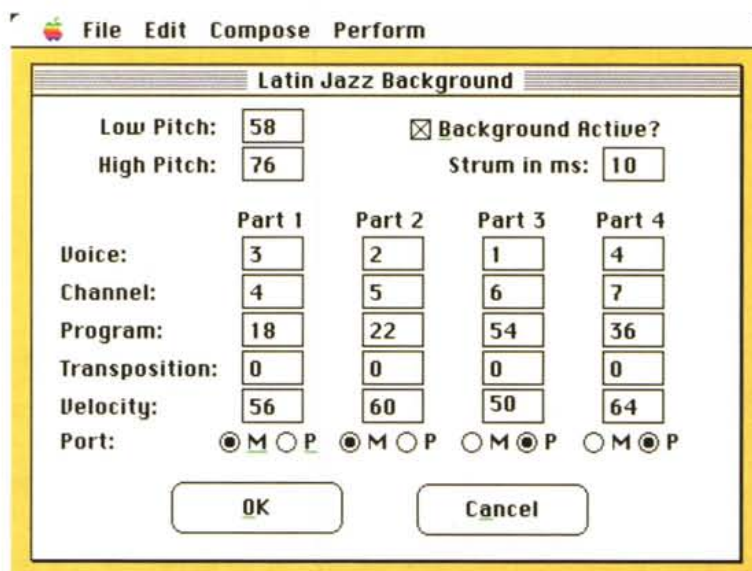 File Edit Compose Perform
Latin Jazz Background
Low Pitch: 58 Background Active?
High Pitch: 76 Strum in ms: 10
Part 1 Part 2 Part 3 Part 4
Voice: 3 2 1 4
Channel: 4 5 6 7
Program: 18 22 54 36
Transposition: 0 0 0 0
Velocity: 56 60 50 64
Port: M P M P M P M P
OK Cancel